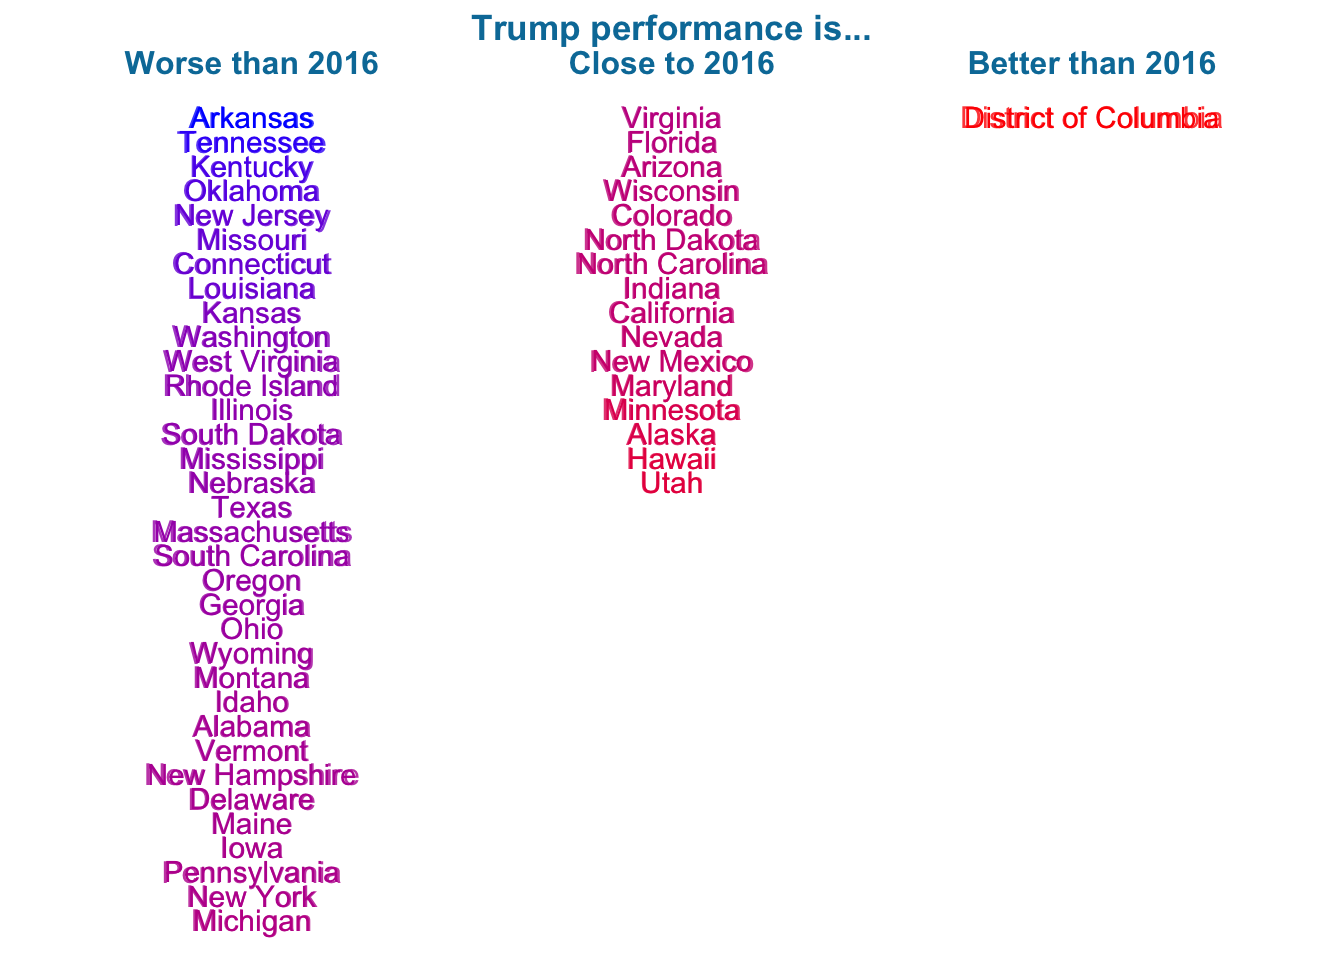 Trump performance is...
Worse than 2016
Close to 2016
Better than 2016
Arkansas
Tennessee
Kentucky
Oklahoma
New Jersey
Missouri
Connecticut
Louisiana
Kansas
Washington
West Virginia
Rhode Island
Illinois
South Dakota
Mississippi
Nebraska
Texas
Massachusetts
South Carolina
Oregon
Georgia
Ohio
Wyoming
Montana
Idaho
Alabama
Vermont
New Hampshire
Delaware
Maine
Iowa
Pennsylvania
New York
Michigan
Virginia
Florida
Arizona
Wisconsin
Colorado
North Dakota
North Carolina
Indiana
California
Nevada
New Mexico
Maryland
Minnesota
Alaska
Hawaii
Utah
District of Columbia